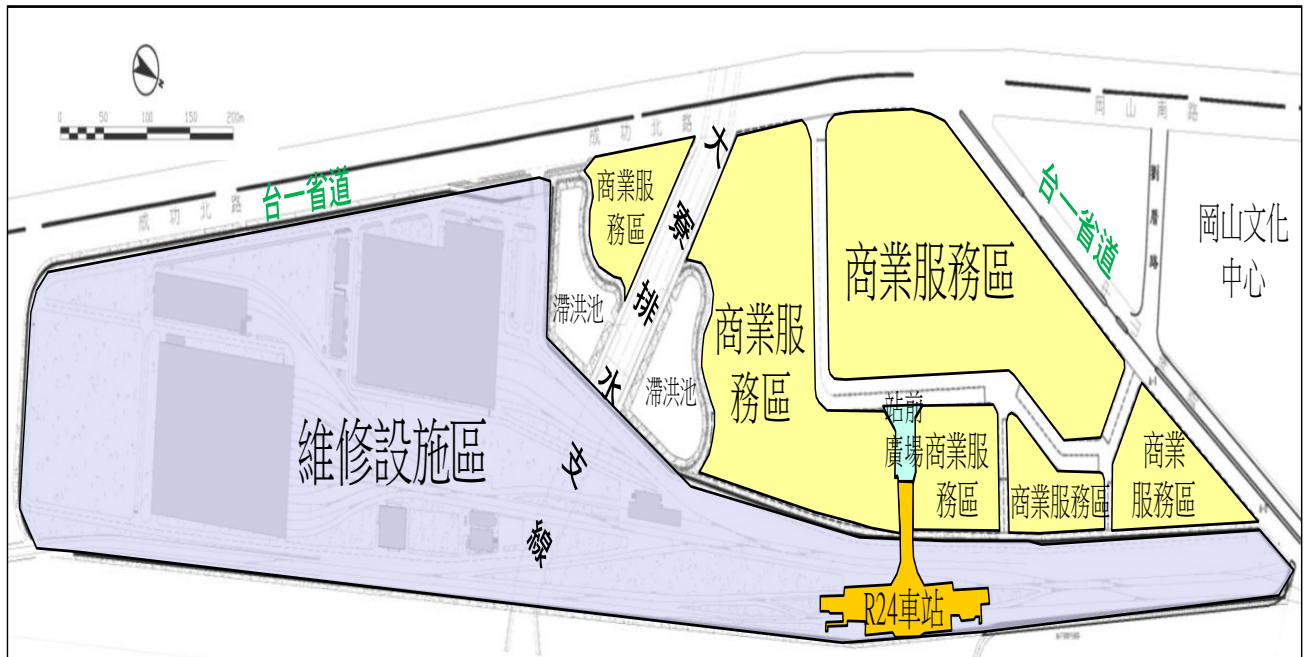 0 50 100 150 200m
岡山南路
成功北路
大寮排水支線
台一省道
成功北路
商業服
務區
商業服務區
台一省道
劉厝路
岡山文化
中心
滯洪池
滯洪池
商業服
務區
維修設施區
站前
廣場
商業服
務區
商業服務區
商業
服務區
R24車站